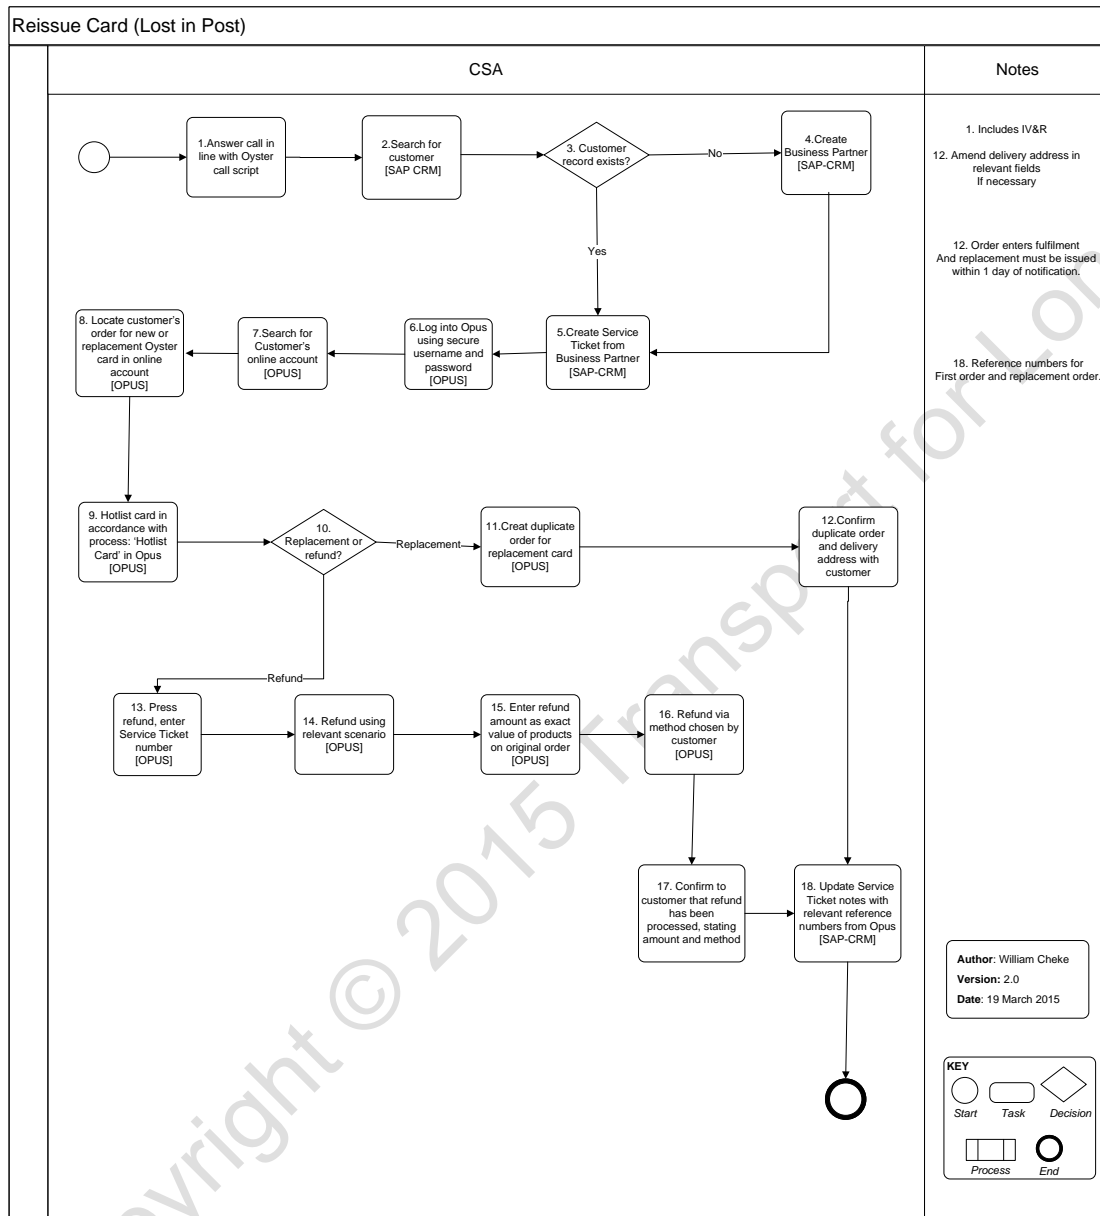 Reissue Card (Lost in Post)
CSA
Notes
1.Answer call in
line with Oyster
call script
2.Search for
customer
[SAP CRM]
3. Customer
record exists?
No
4.Create
Business Partner
[SAP-CRM]
Yes
5.Create Service
Ticket from
Business Partner
[SAP-CRM]
6.Log into Opus
using secure
username and
password
[OPUS]
7.Search for
Customer's
online account
[OPUS]
8. Locate customer's
order for new or
replacement Oyster
card in online
account
[OPUS]
9. Hotlist card in
accordance with
process: 'Hotlist
Card' in Opus
[OPUS]
10.
Replacement or
refund?
Replacement
11.Creat duplicate
order for
replacement card
[OPUS]
12.Confirm
duplicate order
and delivery
address with
customer
Refund
13. Press
refund, enter
Service Ticket
number
[OPUS]
14. Refund using
relevant scenario
[OPUS]
15. Enter refund
amount as exact
value of products
on original order
[OPUS]
16. Refund via
method chosen by
customer
[OPUS]
17. Confirm to
customer that refund
has been
processed, stating
amount and method
18. Update Service
Ticket notes with
relevant reference
numbers from Opus
[SAP-CRM]
1. Includes IV&R
12. Amend delivery address in
relevant fields
If necessary
12. Order enters fulfilment
And replacement must be issued
within 1 day of notification.
18. Reference numbers for
First order and replacement order.
Author: William Cheke
Version: 2.0
Date: 19 March 2015
KEY
Start
Task
Decision
Process
End
yright © 2015 Transport for Lon